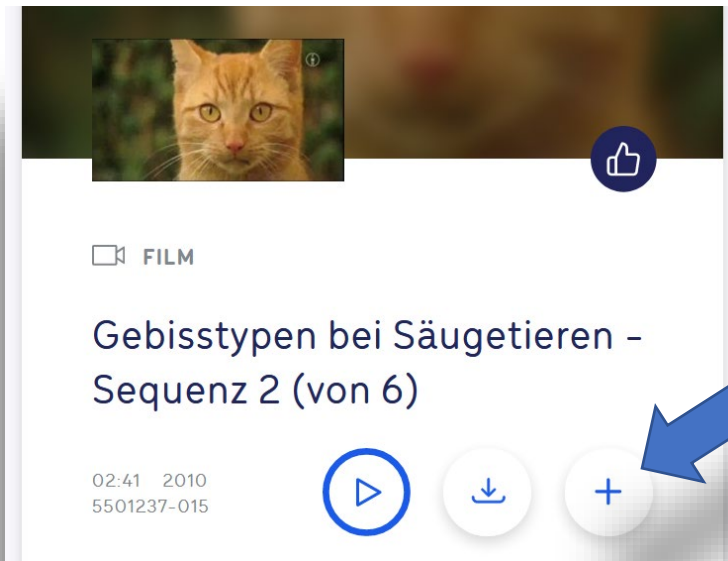 FILM
Gebisstypen bei Säugetieren -
Sequenz 2 (von 6)
02:41 2010
5501237-015